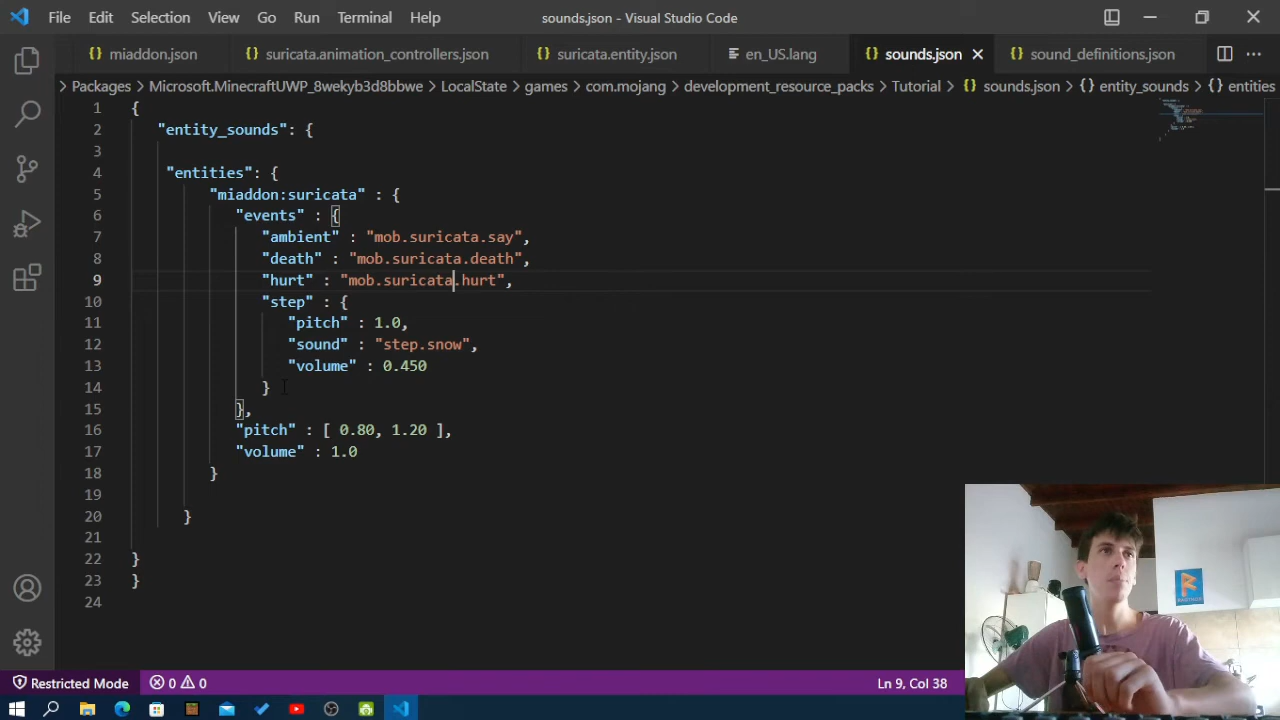 File Edit Selection View Go Run Terminal Help sounds.json - Visual Studio Code
miaddon.json suricata.animation_controllers.json suricata.entity.json en_US.lang sounds.json sound_definitions.json
Packages > Microsoft.MinecraftUWP_8wekyb3d8bbwe > LocalState > games > com.mojang > development_resource_packs > Tutorial > sounds.json > {} entity_sounds > {} entities
1 {
2 "entity_sounds": {
3
4 "entities": {
5 "miaddon:suricata" : {
6 "events" : {
7 "ambient" : "mob.suricata.say",
8 "death" : "mob.suricata.death",
9 "hurt" : "mob.suricata.hurt",
10 "step" : {
11 "pitch" : 1.0,
12 "sound" : "step.snow",
13 "volume" : 0.450
14 }
15 },
16 "pitch" : [ 0.80, 1.20 ],
17 "volume" : 1.0
18 }
19
20 }
21
22 }
23 }
24
Restricted Mode 0 0 Ln 9, Col 38